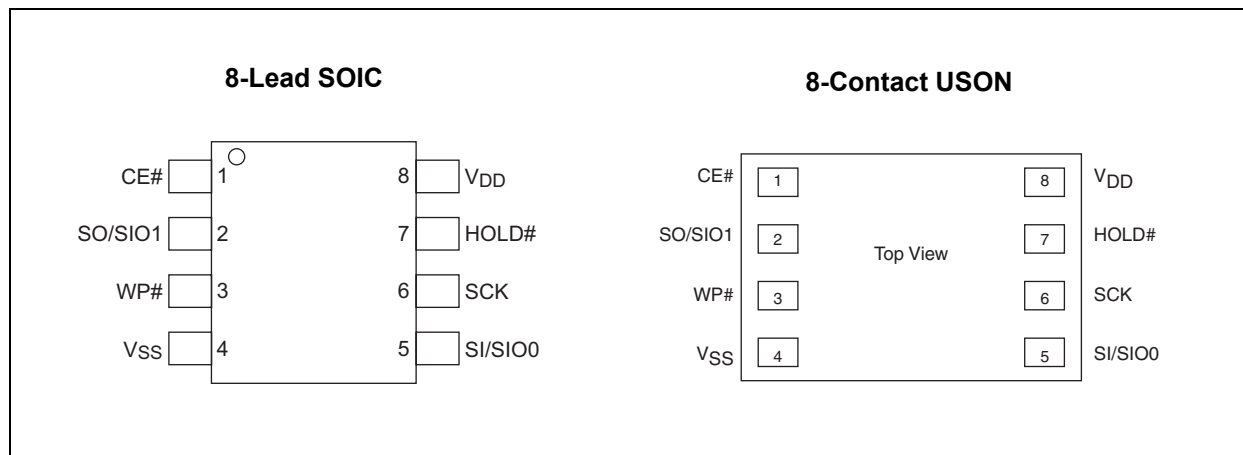 8-Lead SOIC
CE# 1 8 VDD
SO/SIO1 2 7 HOLD#
WP# 3 6 SCK
VSS 4 5 SI/SIO0
8-Contact USON
CE# 1 8 VDD
SO/SIO1 2 7 HOLD#
Top View
WP# 3 6 SCK
VSS 4 5 SI/SIO0